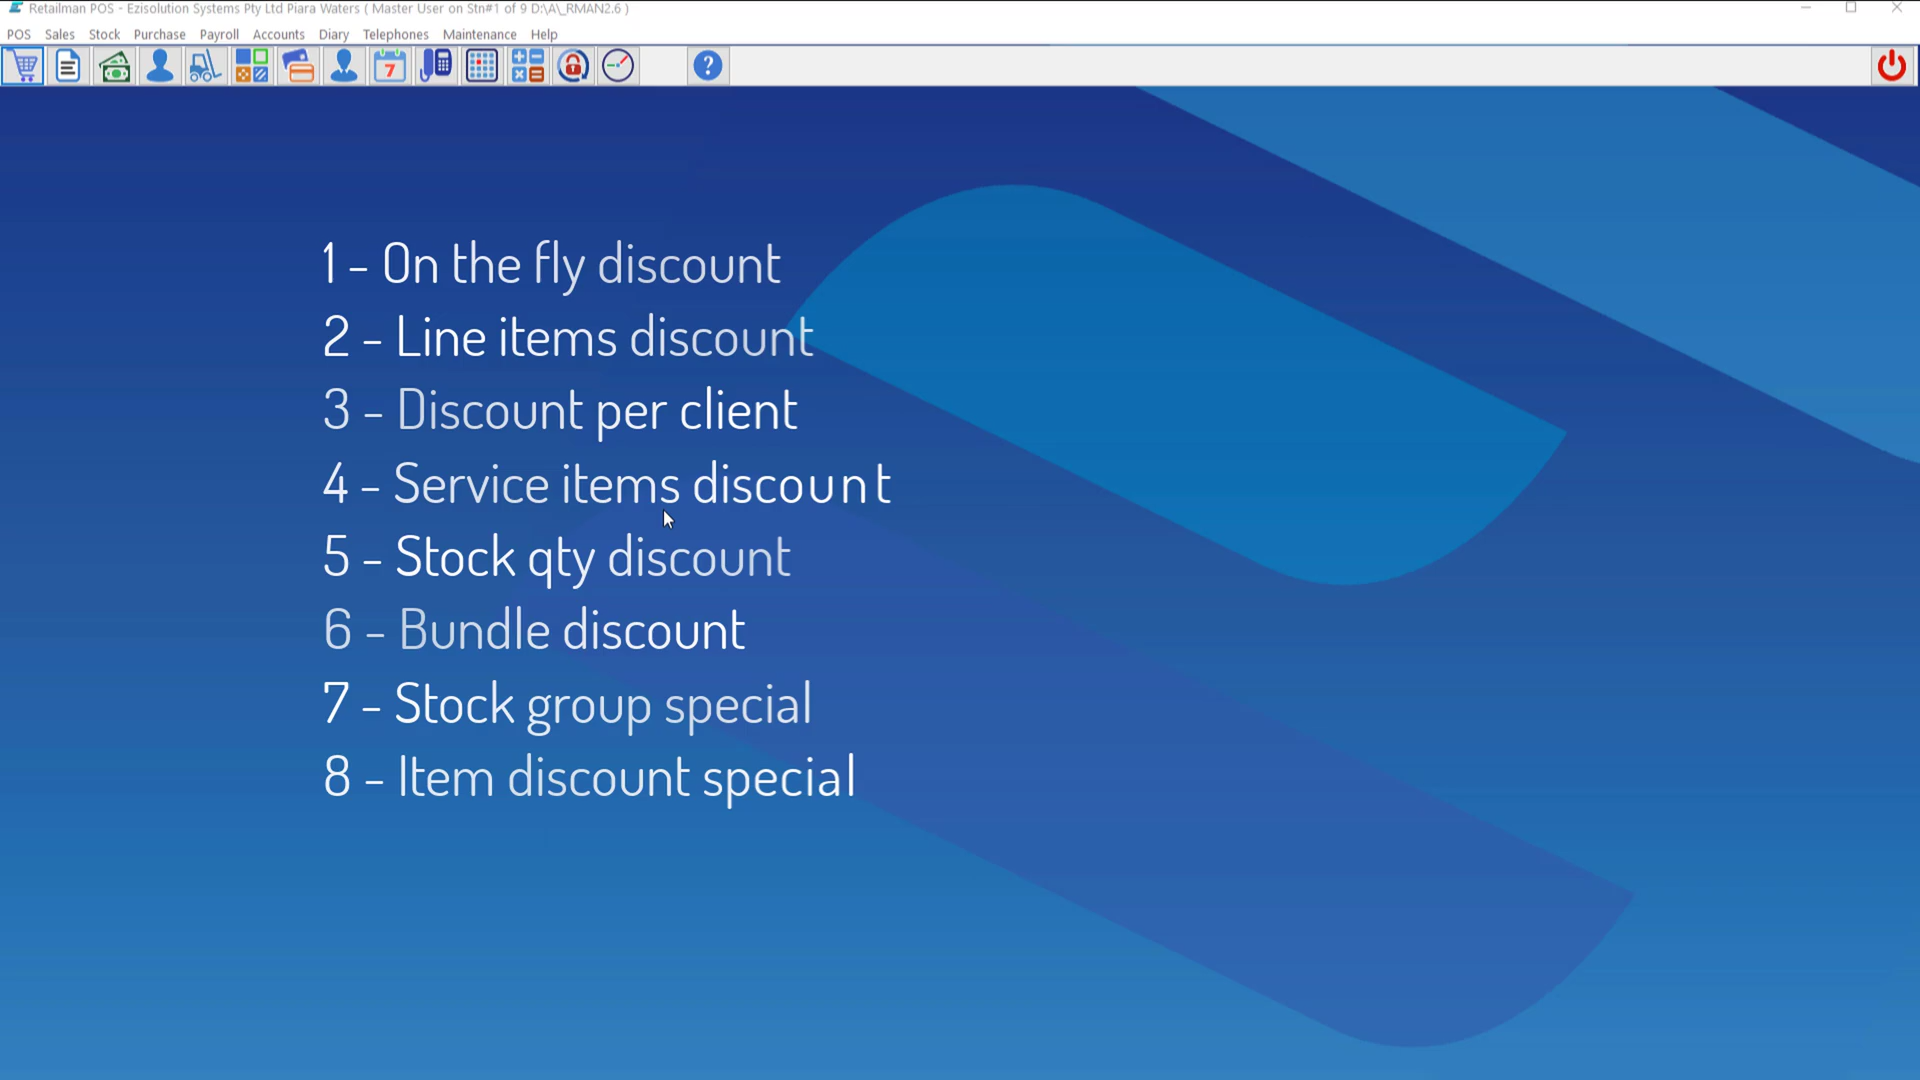 Retailman POS - Ezisolution Systems Pty Ltd Piara Waters ( Master User on Stn#1 of 9 D:\A\_RMAN2.6 )
POS Sales Stock Purchase Payroll Accounts Diary Telephones Maintenance Help
7
?
1 - On the fly discount
2 - Line items discount
3 - Discount per client
4 - Service items discount
5 - Stock qty discount
6 - Bundle discount
7 - Stock group special
8 - Item discount special